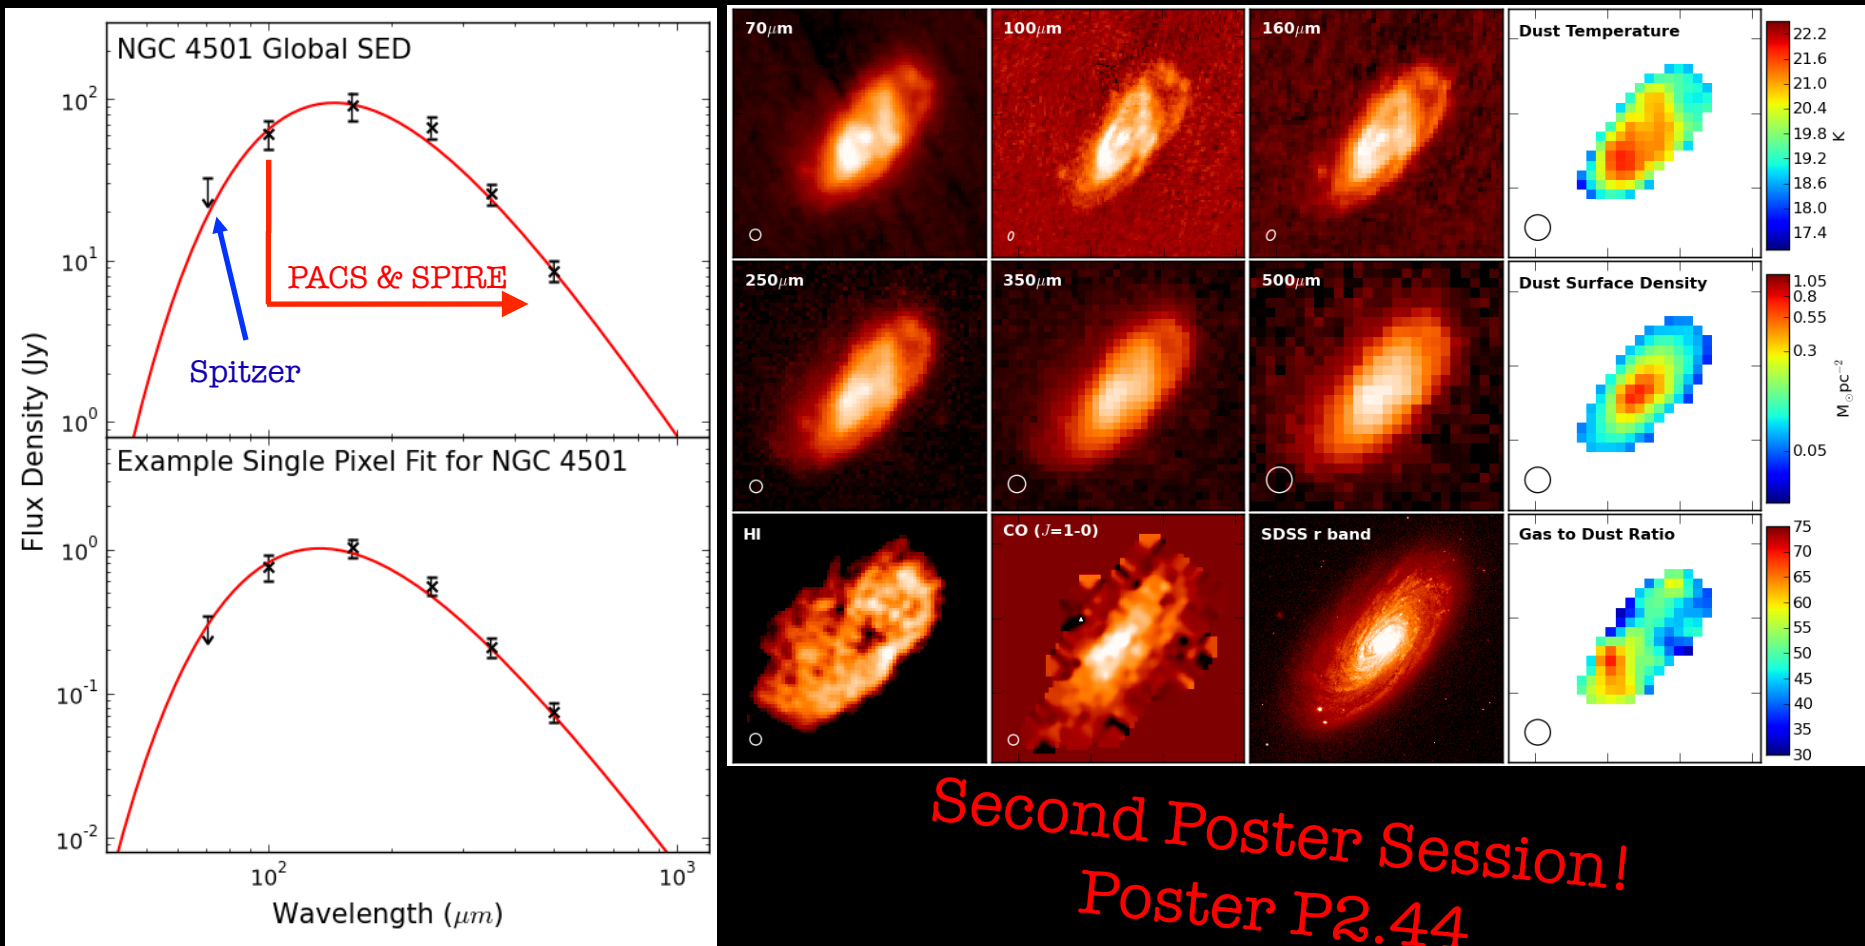 NGC 4501 Global SED
10²
10¹
10⁰
PACS & SPIRE
Spitzer
Example Single Pixel Fit for NGC 4501
10⁰
10⁻¹
10⁻²
Flux Density (Jy)
10²
10³
Wavelength (μm)
70μm
100μm
160μm
Dust Temperature
22.2
21.6
21.0
20.4
19.8
19.2
18.6
18.0
17.4
K
250μm
350μm
500μm
Dust Surface Density
1.05
0.8
0.55
0.3
0.05
M☉pc⁻²
HI
CO (J=1-0)
SDSS r band
Gas to Dust Ratio
75
70
65
60
55
50
45
40
35
30
Second Poster Session!
Poster P2.44